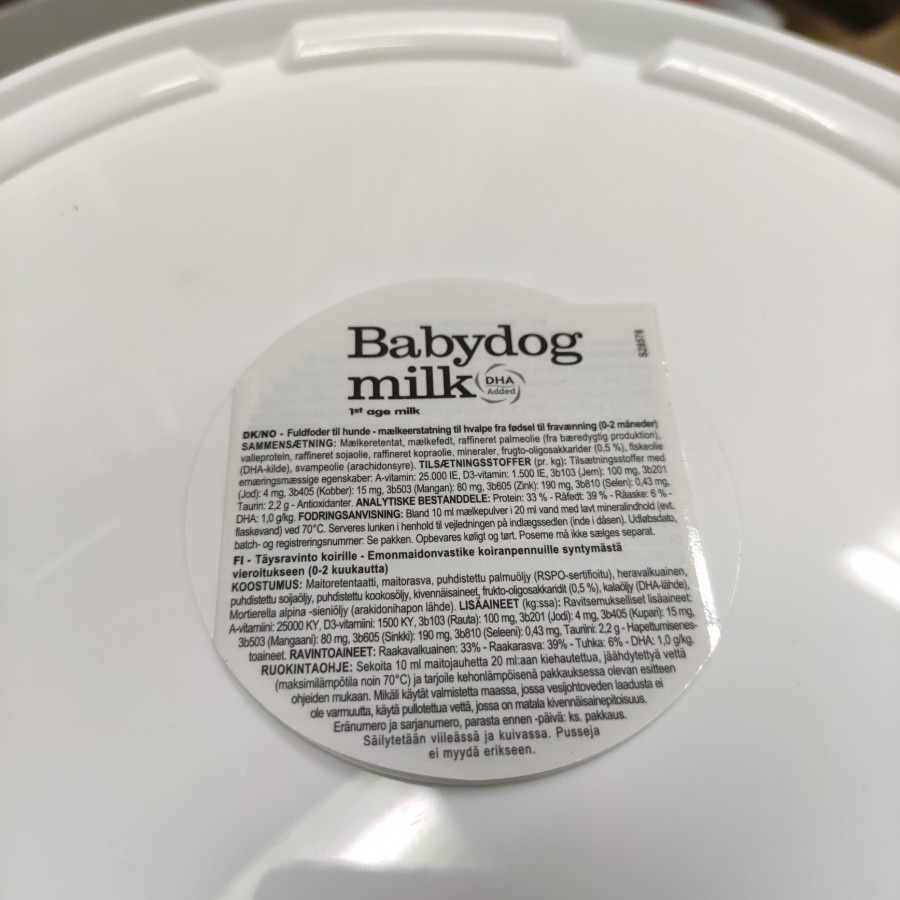 Babydog
milk
DHA
Added
1st age milk
528578
DK/NO - Fuldfoder til hunde - mælkeerstatning til hvalpe fra fødsel til fravænning (0-2 måneder)
SAMMENSÆTNING: Mælkeretentat, mælkefedt, raffineret palmeolie (fra bæredygtig produktion),
valleprotein, raffineret sojaolie, raffineret kopraolie, mineraler, frugto-oligosakkarider (0,5 %), fiskeolie
(DHA-kilde), svampeolie (arachidonsyre). TILSÆTNINGSSTOFFER (pr. kg): Tilsætningsstoffer med
ernæringsmæssige egenskaber: A-vitamin: 25.000 IE, D3-vitamin: 1.500 IE, 3b103 (Jern): 100 mg, 3b201
(Jod): 4 mg, 3b405 (Kobber): 15 mg, 3b503 (Mangan): 80 mg, 3b605 (Zink): 190 mg, 3b810 (Selen): 0,43 mg,
Taurin: 2,2 g - Antioxidanter. ANALYTISKE BESTANDDELE: Protein: 33 % - Råfedt: 39 % - Råaske: 6 % -
DHA: 1,0 g/kg. FODRINGSANVISNING: Bland 10 ml mælkepulver i 20 ml vand med lavt mineralindhold (evt.
flaskevand) ved 70°C. Serveres lunken i henhold til vejledningen på indlægssedlen (inde i dåsen). Udløbsdato,
batch- og registreringsnummer: Se pakken. Opbevares køligt og tørt. Poserne må ikke sælges separat.
FI - Täysravinto koirille - Emonmaidonvastike koiranpennuille syntymästä
vieroitukseen (0-2 kuukautta)
KOOSTUMUS: Maitoretentaatti, maitorasva, puhdistettu palmuöljy (RSPO-sertifioitu), heravalkuainen,
puhdistettu soijaöljy, puhdistettu kookosöljy, kivennäisaineet, frukto-oligosakkaridit (0,5 %), kalaöljy (DHA-lähde),
Mortierella alpina -sieniöljy (arakidonihapon lähde). LISÄAINEET (kg:ssa): Ravitsemukselliset lisäaineet:
A-vitamiini: 25000 KY, D3-vitamiini: 1500 KY, 3b103 (Rauta): 100 mg, 3b201 (Jodi): 4 mg, 3b405 (Kupari): 15 mg,
3b503 (Mangaani): 80 mg, 3b605 (Sinkki): 190 mg, 3b810 (Seleeni): 0,43 mg, Tauriini: 2,2 g - Hapettumisenes-
toaineet. RAVINTOAINEET: Raakavalkuainen: 33% - Raakarasva: 39% - Tuhka: 6% - DHA: 1,0 g/kg.
RUOKINTAOHJE: Sekoita 10 ml maitojauhetta 20 ml:aan kiehautettua, jäähdytettyä vettä
(maksimilämpötila noin 70°C) ja tarjoile kehonlämpöisenä pakkauksessa olevan esitteen
ohjeiden mukaan. Mikäli käytät valmistetta maassa, jossa vesijohtoveden laadusta ei
ole varmuutta, käytä pullotettua vettä, jossa on matala kivennäisainepitoisuus.
Eränumero ja sarjanumero, parasta ennen -päivä: ks. pakkaus.
Säilytetään viileässä ja kuivassa. Pusseja
ei myydä erikseen.